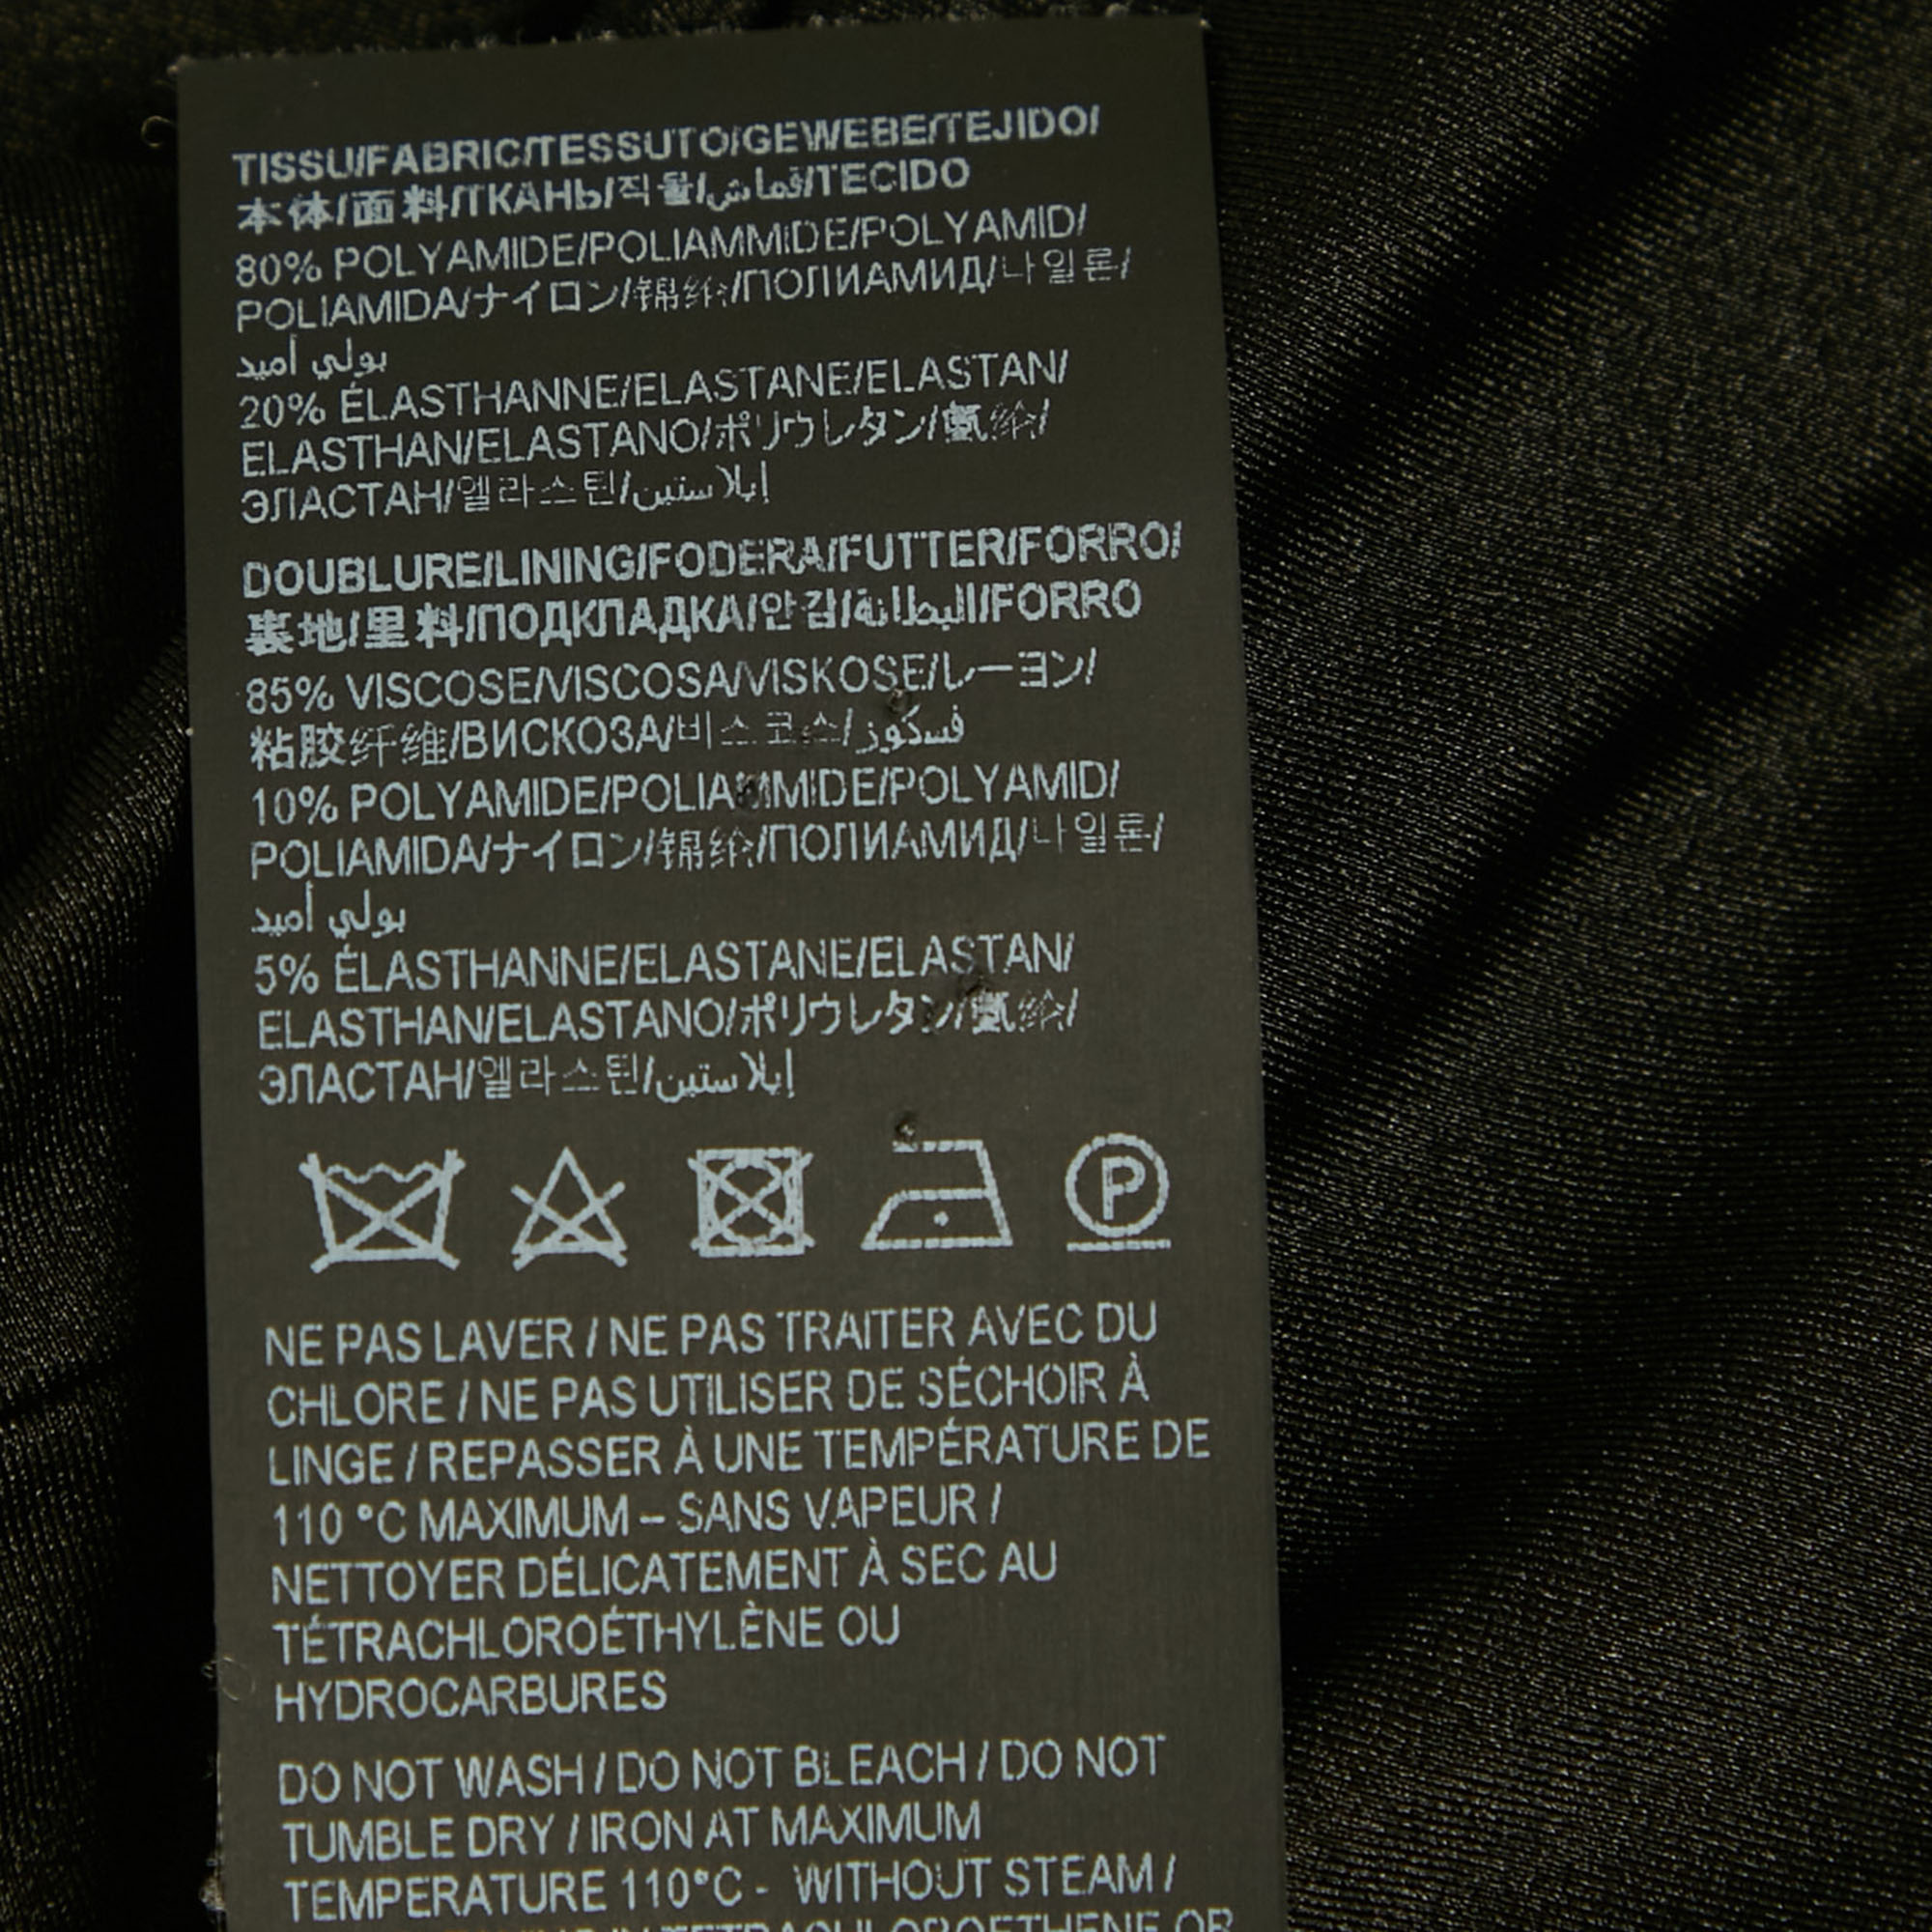 TISSU/FABRIC/TESSUTO/GEWEBE/TEJIDO/
本体/面料/ТКАНЬ/직물/قماش/TECIDO
80% POLYAMIDE/POLIAMMIDE/POLYAMID/
POLIAMIDA/ナイロン/锦纶/ПОЛИАМИД/나일론/
بولي أميد
20% ÉLASTHANNE/ELASTANE/ELASTAN/
ELASTHAN/ELASTANO/ポリウレタン/氨纶/
ЭЛАСТАН/엘라스틴/إيلاستين
DOUBLURE/LINING/FODERA/FUTTER/FORRO/
裏地/里料/ПОДКЛАДКА/안감/البطانة/FORRO
85% VISCOSE/VISCOSA/VISKOSE/レーヨン/
粘胶纤维/ВИСКОЗА/비스코스/فسكوز
10% POLYAMIDE/POLIAMMIDE/POLYAMID/
POLIAMIDA/ナイロン/锦纶/ПОЛИАМИД/나일론/
بولي أميد
5% ÉLASTHANNE/ELASTANE/ELASTAN/
ELASTHAN/ELASTANO/ポリウレタン/氨纶/
ЭЛАСТАН/엘라스틴/إيلاستين
P
NE PAS LAVER / NE PAS TRAITER AVEC DU
CHLORE / NE PAS UTILISER DE SÉCHOIR À
LINGE / REPASSER À UNE TEMPÉRATURE DE
110 °C MAXIMUM – SANS VAPEUR /
NETTOYER DÉLICATEMENT À SEC AU
TÉTRACHLOROÉTHYLÈNE OU
HYDROCARBURES
DO NOT WASH / DO NOT BLEACH / DO NOT
TUMBLE DRY / IRON AT MAXIMUM
TEMPERATURE 110°C - WITHOUT STEAM /
TETRACHLOROETHENE OR